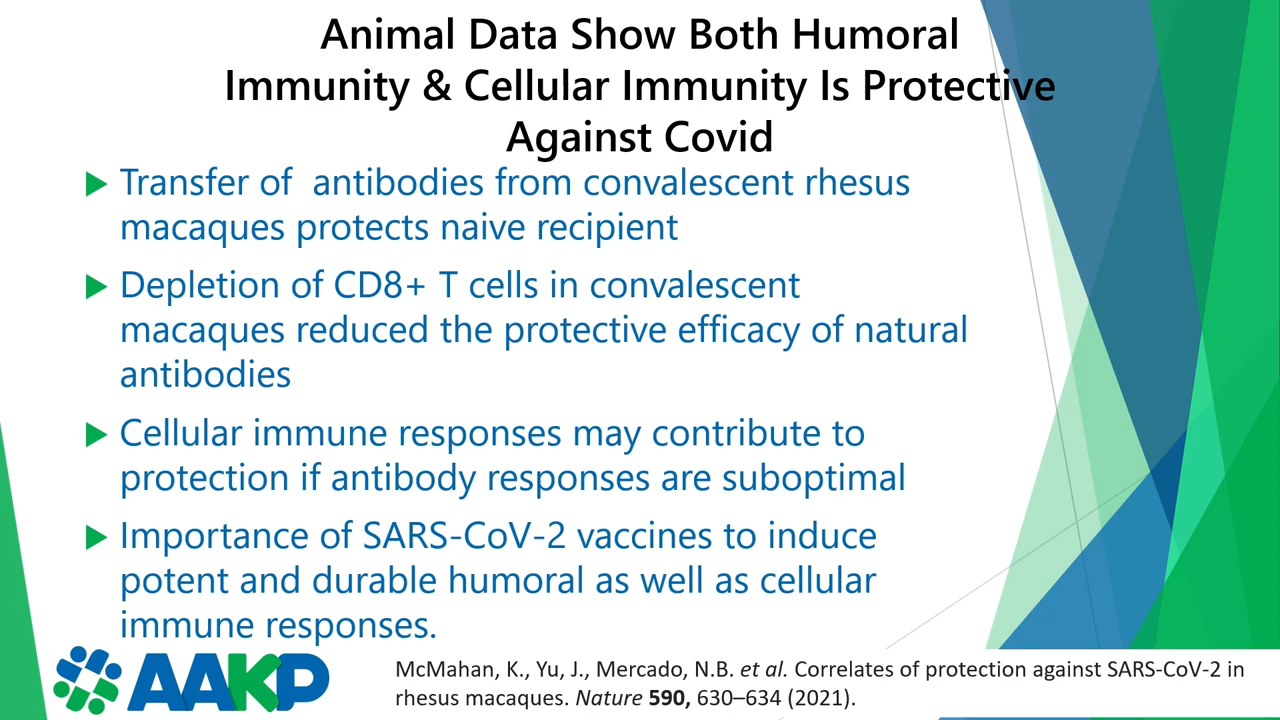 Animal Data Show Both Humoral
Immunity & Cellular Immunity Is Protective
Against Covid
Transfer of  antibodies from convalescent rhesus
macaques protects naive recipient
Depletion of CD8+ T cells in convalescent
macaques reduced the protective efficacy of natural
antibodies
Cellular immune responses may contribute to
protection if antibody responses are suboptimal
Importance of SARS-CoV-2 vaccines to induce
potent and durable humoral as well as cellular
immune responses.
AAKP
McMahan, K., Yu, J., Mercado, N.B. et al. Correlates of protection against SARS-CoV-2 in
rhesus macaques. Nature 590, 630–634 (2021).